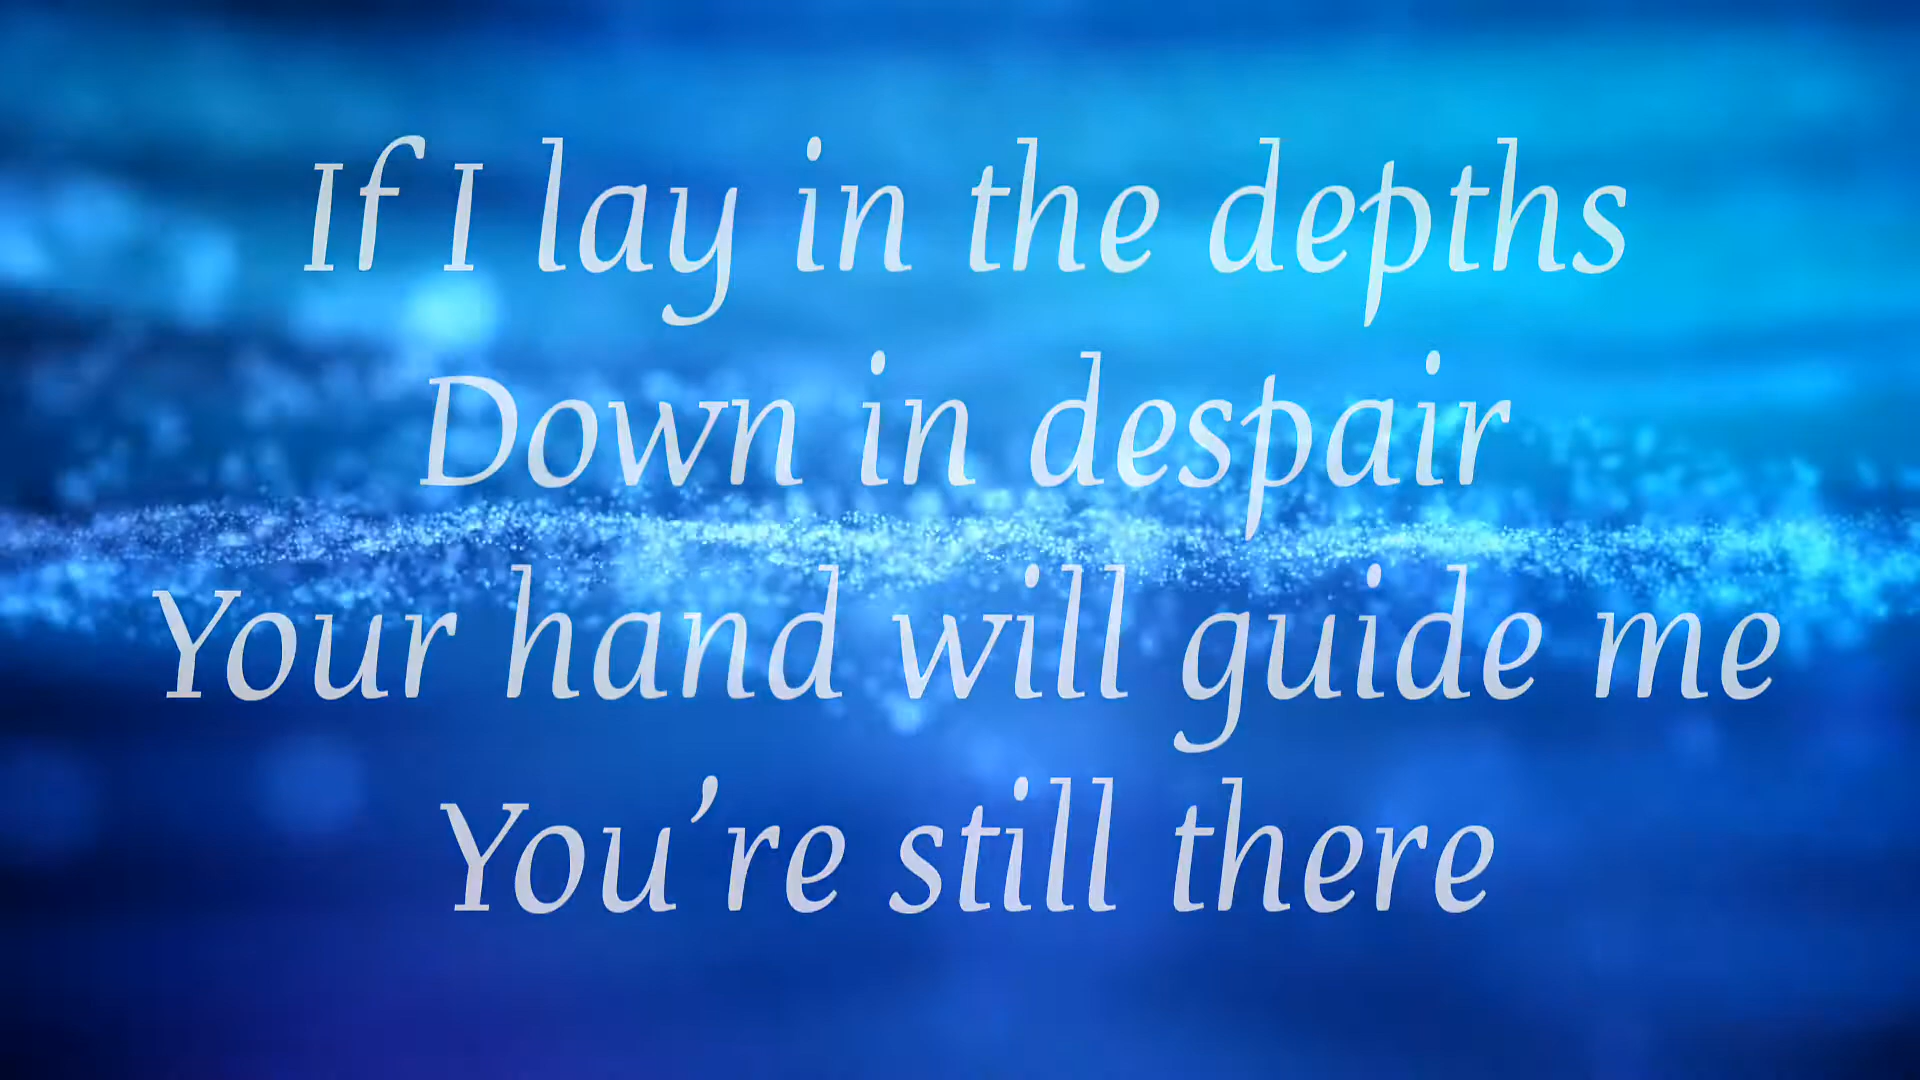 If I lay in the depths
Down in despair
Your hand will guide me
You’re still there